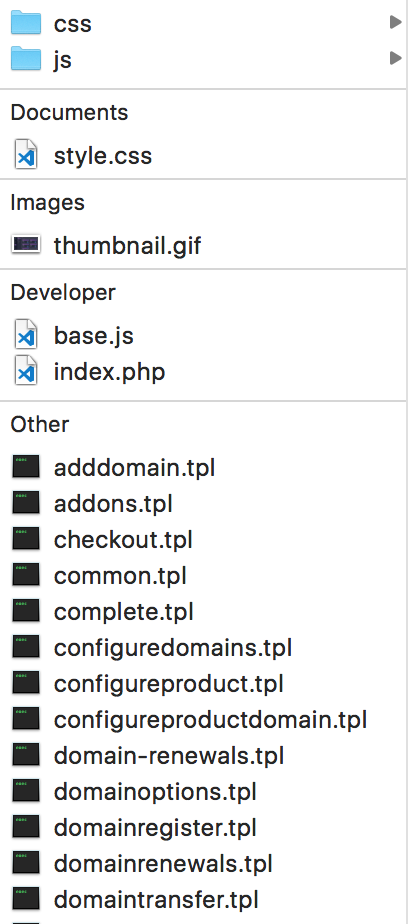 css
js
Documents
style.css
Images
thumbnail.gif
Developer
base.js
index.php
Other
adddomain.tpl
addons.tpl
checkout.tpl
common.tpl
complete.tpl
configuredomains.tpl
configureproduct.tpl
configureproductdomain.tpl
domain-renewals.tpl
domainoptions.tpl
domainregister.tpl
domainrenewals.tpl
domaintransfer.tpl